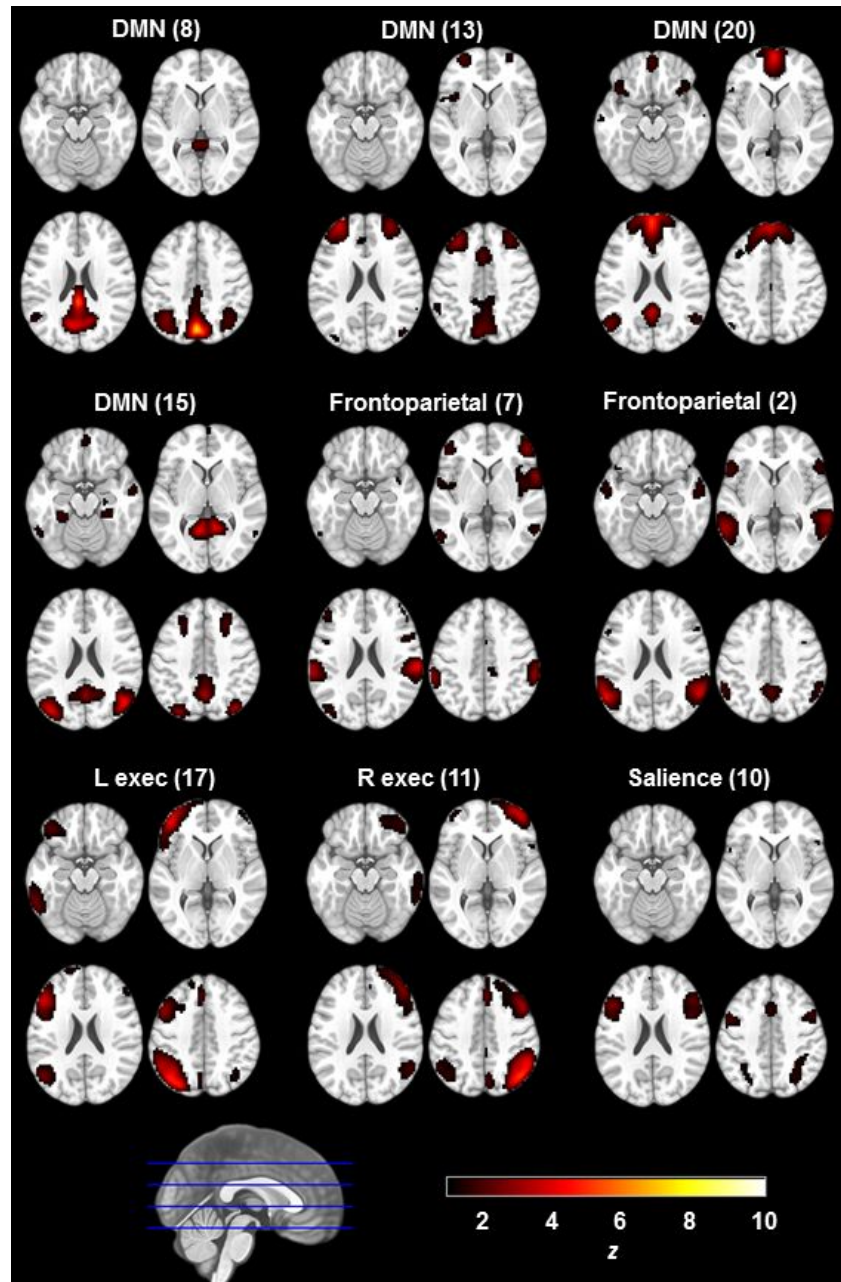 DMN (8) DMN (13) DMN (20)
DMN (15) Frontoparietal (7) Frontoparietal (2)
L exec (17) R exec (11) Salience (10)
2 4 6 8 10
z